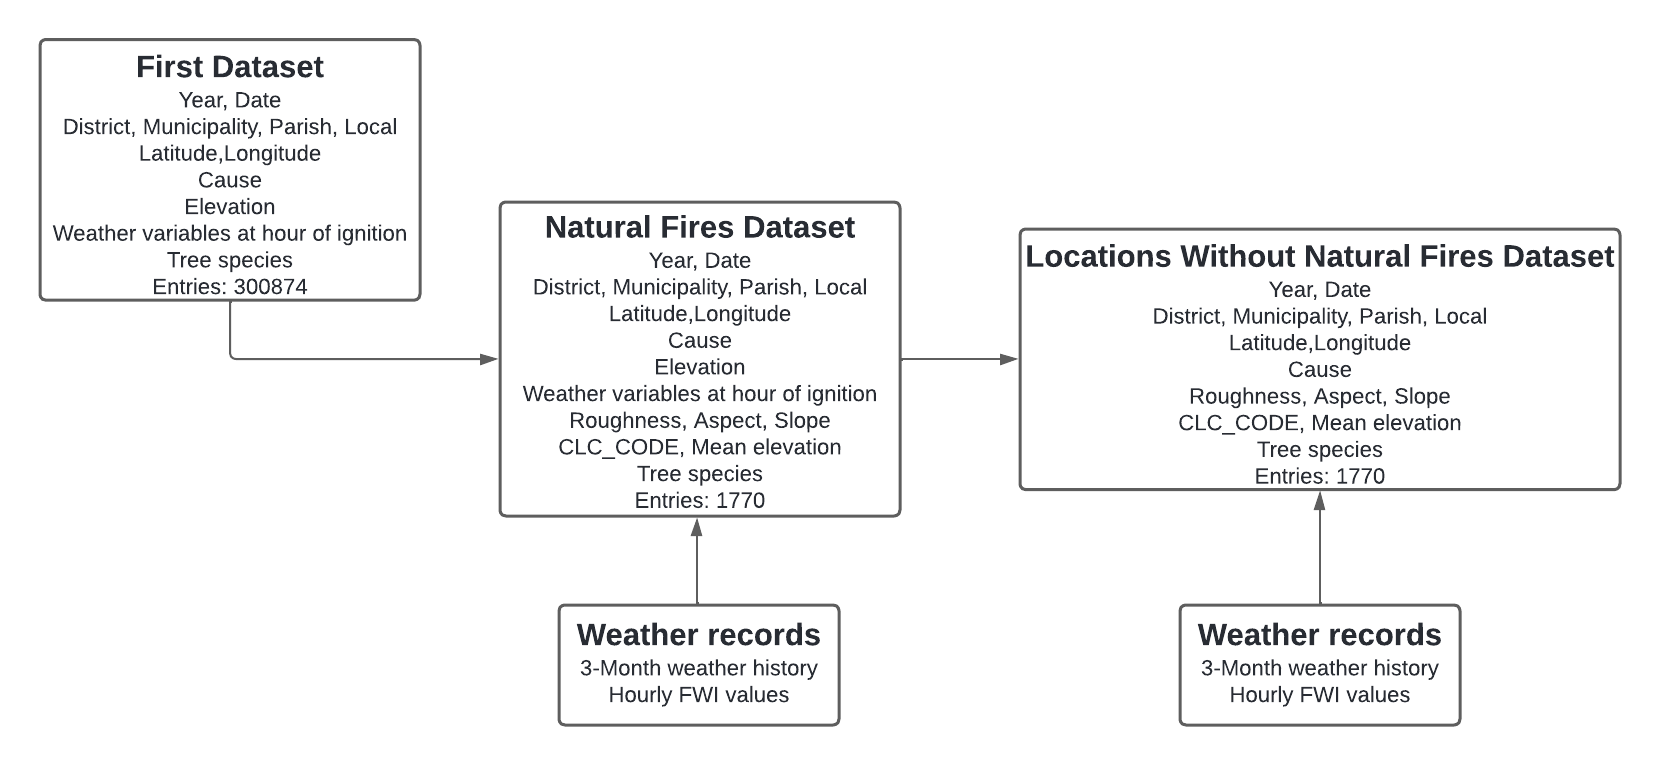 First Dataset
Year, Date
District, Municipality, Parish, Local
Latitude,Longitude
Cause
Elevation
Weather variables at hour of ignition
Tree species
Entries: 300874
Natural Fires Dataset
Year, Date
District, Municipality, Parish, Local
Latitude,Longitude
Cause
Elevation
Weather variables at hour of ignition
Roughness, Aspect, Slope
CLC_CODE, Mean elevation
Tree species
Entries: 1770
Locations Without Natural Fires Dataset
Year, Date
District, Municipality, Parish, Local
Latitude,Longitude
Cause
Roughness, Aspect, Slope
CLC_CODE, Mean elevation
Tree species
Entries: 1770
Weather records
3-Month weather history
Hourly FWI values
Weather records
3-Month weather history
Hourly FWI values